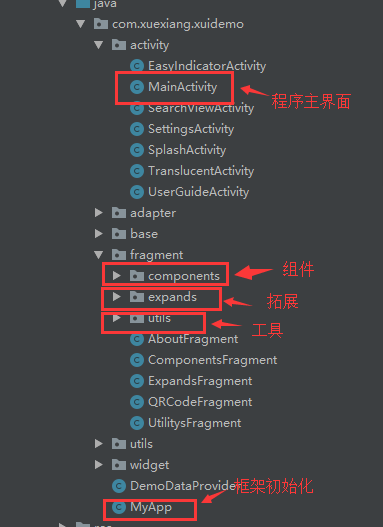 java
com.xuexiang.xuidemo
activity
EasyIndicatorActivity
MainActivity
程序主界面
SearchViewActivity
SettingsActivity
SplashActivity
TranslucentActivity
UserGuideActivity
adapter
base
fragment
components
组件
expands
拓展
utils
工具
AboutFragment
ComponentsFragment
ExpandsFragment
QRCodeFragment
UtilitysFragment
utils
widget
DemoDataProvider
框架初始化
MyApp